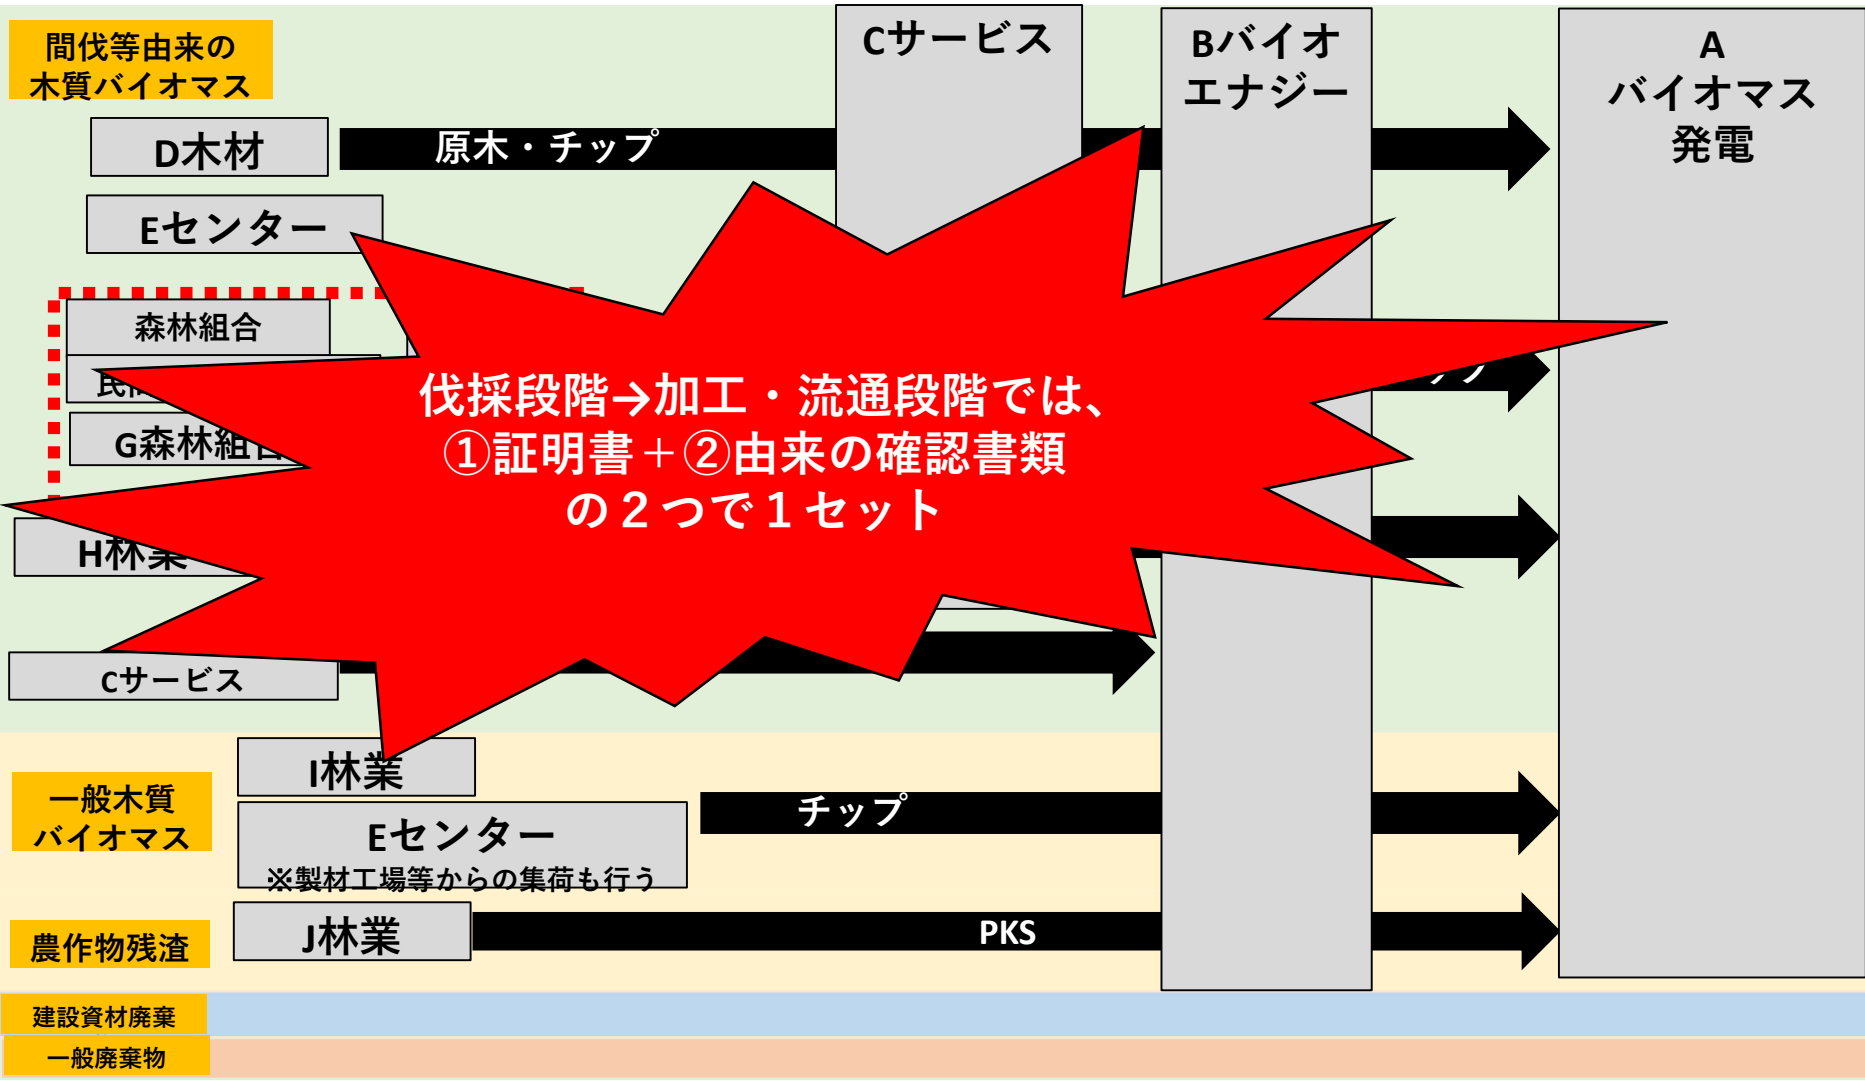 間伐等由来の
木質バイオマス
Cサービス
Bバイオ
エナジー
A
バイオマス
発電
D木材
原木・チップ
Eセンター
森林組合
G森林組合
伐採段階→加工・流通段階では、
①証明書＋②由来の確認書類
の２つで１セット
H林業
Cサービス
I林業
一般木質
バイオマス
Eセンター
※製材工場等からの集荷も行う
チップ
J林業
PKS
農作物残渣
建設資材廃棄
一般廃棄物